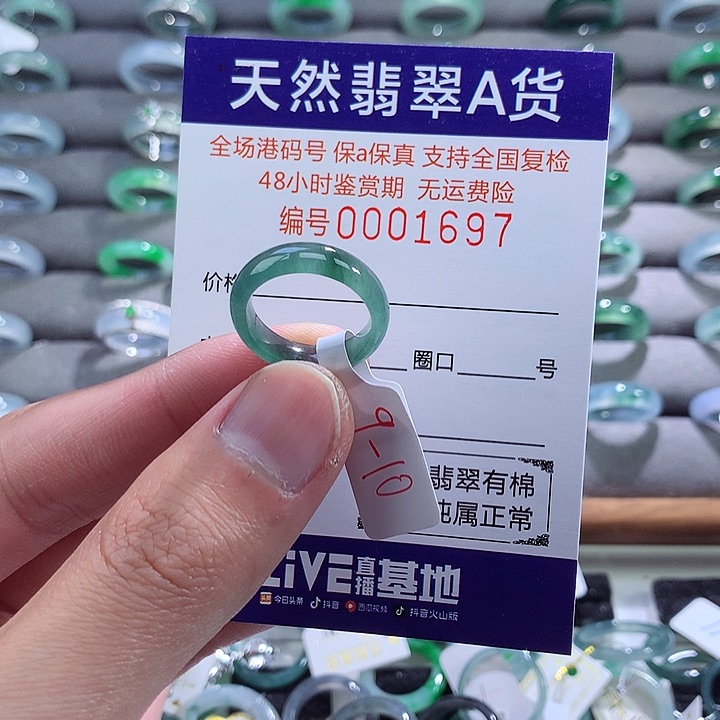 天然翡翠A货
全场港码号 保a保真 支持全国复检
48小时鉴赏期 无运费险
编号0001697
价格
圈口 号
9-10
翡翠有棉
纯属正常
LiVE直播基地
头条 今日头条 抖音 西瓜视频 抖音火山版